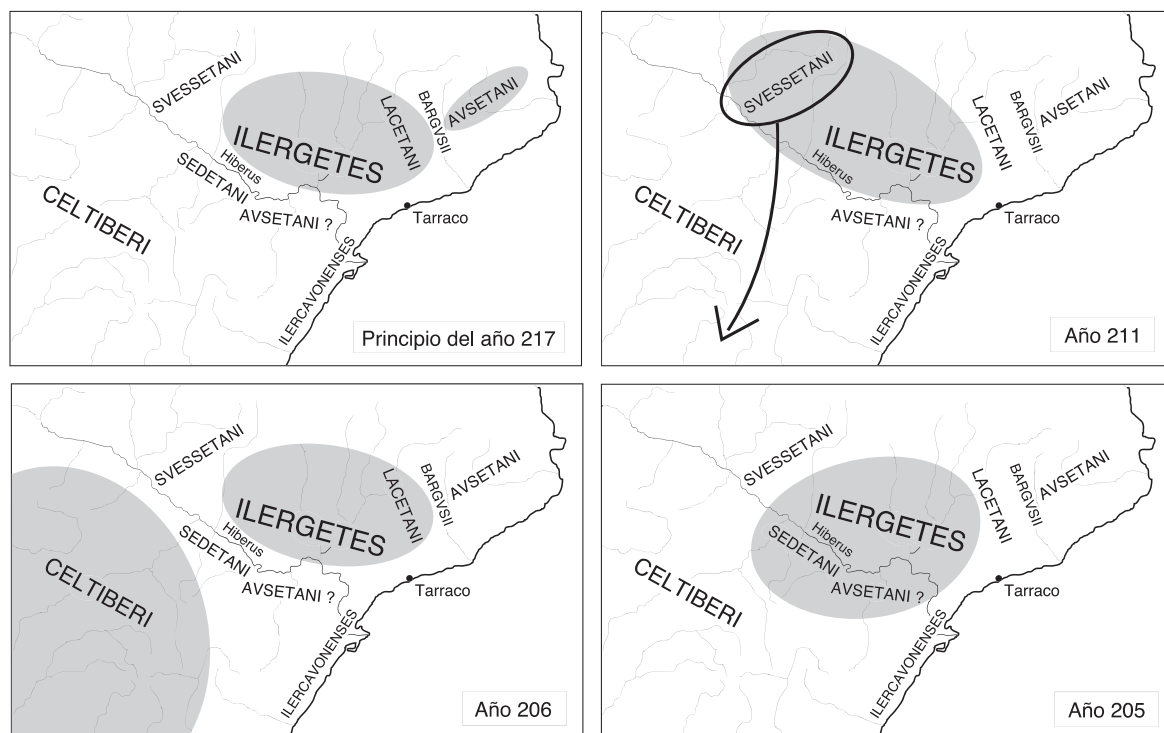 SVESSETANI
AVSETANI
BARGVSII
LACETANI
ILERGETES
Hiberus
SEDETANI
CELTIBERI
AVSETANI ?
Tarraco
ILERCAVONENSES
Principio del año 217
SVESSETANI
AVSETANI
BARGVSII
LACETANI
ILERGETES
Hiberus
CELTIBERI
AVSETANI ?
Tarraco
ILERCAVONENSES
Año 211
SVESSETANI
AVSETANI
BARGVSII
LACETANI
ILERGETES
Hiberus
SEDETANI
CELTIBERI
AVSETANI ?
Tarraco
ILERCAVONENSES
Año 206
SVESSETANI
AVSETANI
BARGVSII
LACETANI
ILERGETES
Hiberus
SEDETANI
CELTIBERI
AVSETANI ?
Tarraco
ILERCAVONENSES
Año 205